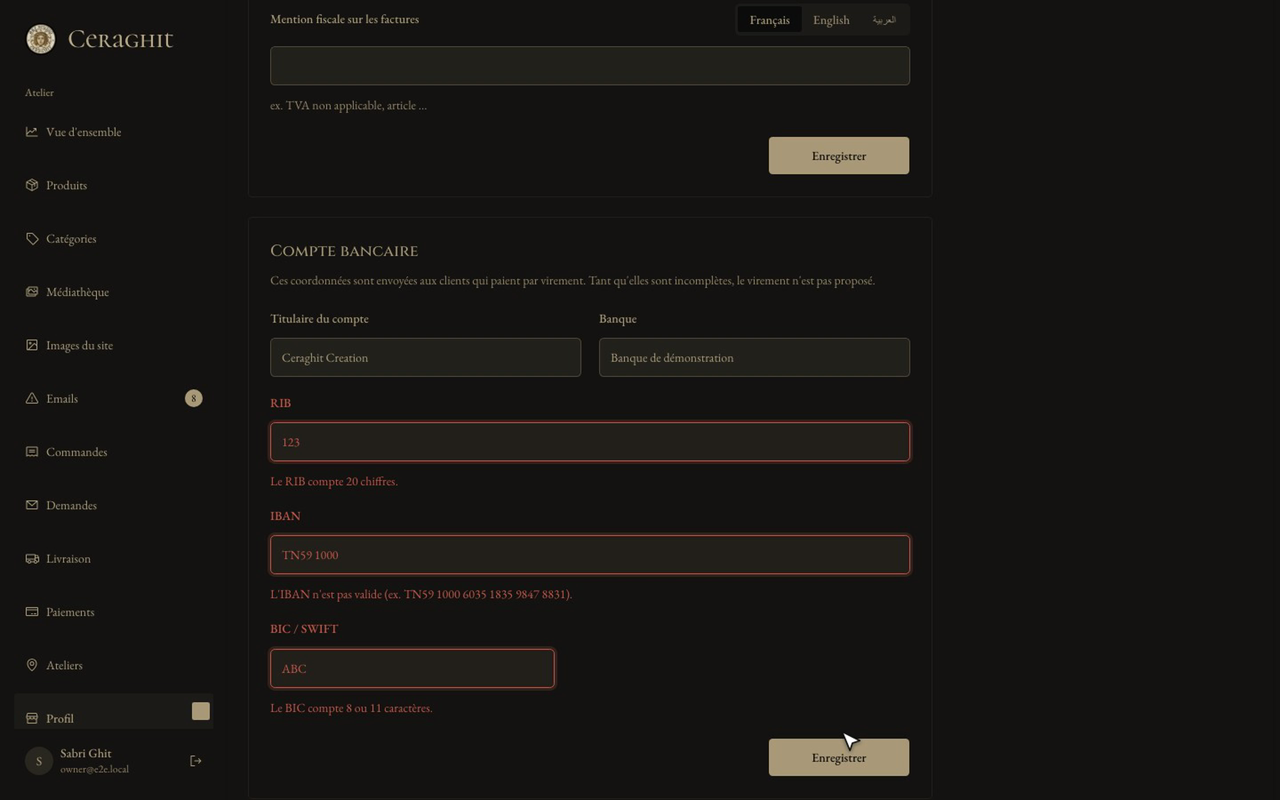 Ceraghit
Atelier
Vue d'ensemble
Produits
Catégories
Médiathèque
Images du site
Emails
8
Commandes
Demandes
Livraison
Paiements
Ateliers
Profil
S
Sabri Ghit
owner@e2e.local
Mention fiscale sur les factures
Français English العربية
ex. TVA non applicable, article ...
Enregistrer
Compte bancaire
Ces coordonnées sont envoyées aux clients qui paient par virement. Tant qu'elles sont incomplètes, le virement n'est pas proposé.
Titulaire du compte
Banque
Ceraghit Creation
Banque de démonstration
RIB
123
Le RIB compte 20 chiffres.
IBAN
TN59 1000
L'IBAN n'est pas valide (ex. TN59 1000 6035 1835 9847 8831).
BIC / SWIFT
ABC
Le BIC compte 8 ou 11 caractères.
Enregistrer